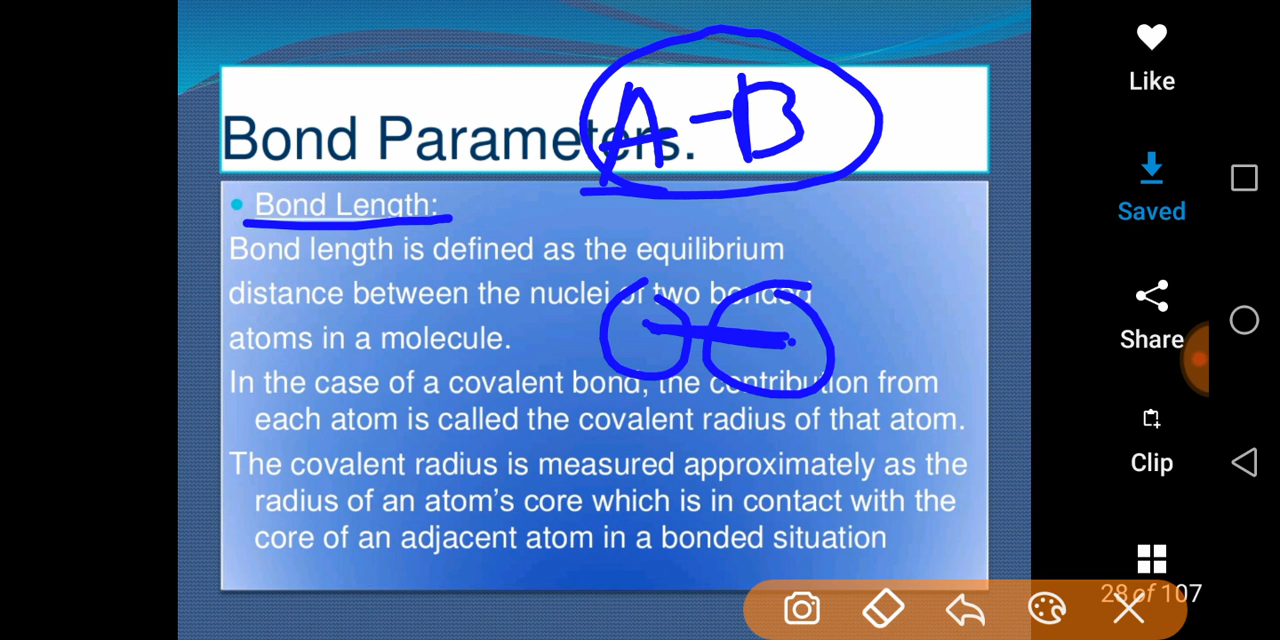 Bond Parameters.
A-B
Bond Length:
Bond length is defined as the equilibrium
distance between the nuclei of two bonded
atoms in a molecule.
In the case of a covalent bond, the contribution from
each atom is called the covalent radius of that atom.
The covalent radius is measured approximately as the
radius of an atom's core which is in contact with the
core of an adjacent atom in a bonded situation
Like
Saved
Share
Clip
28 of 107